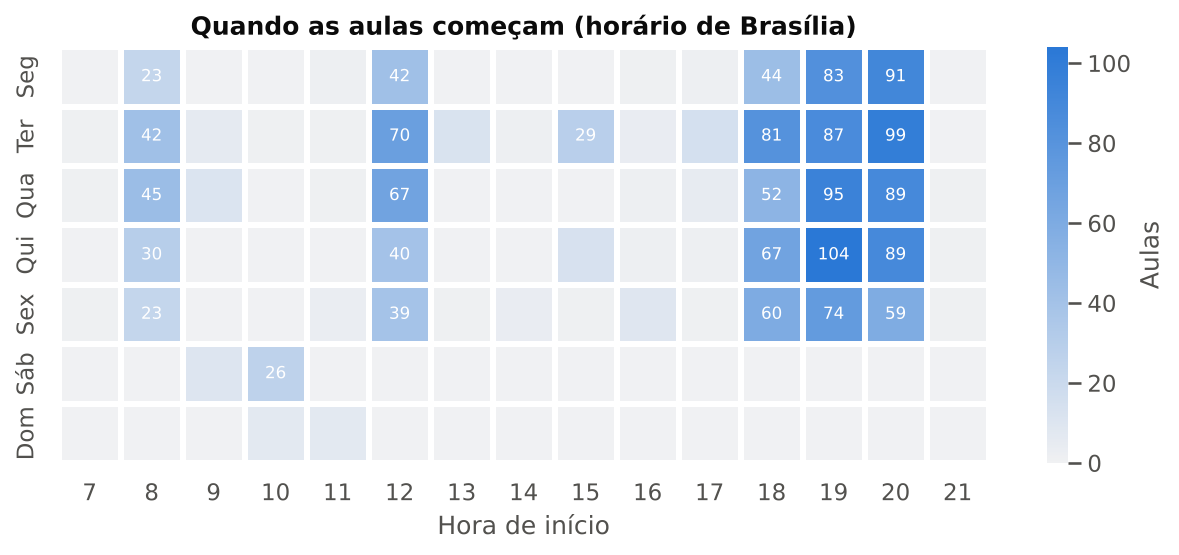 Quando as aulas começam (horário de Brasília)
Seg 23 42 44 83 91
Ter 42 70 29 81 87 99
Qua 45 67 52 95 89
Qui 30 40 67 104 89
Sex 23 39 60 74 59
Sáb 26
Dom
7 8 9 10 11 12 13 14 15 16 17 18 19 20 21
Hora de início
100
80
60
40
20
0
Aulas